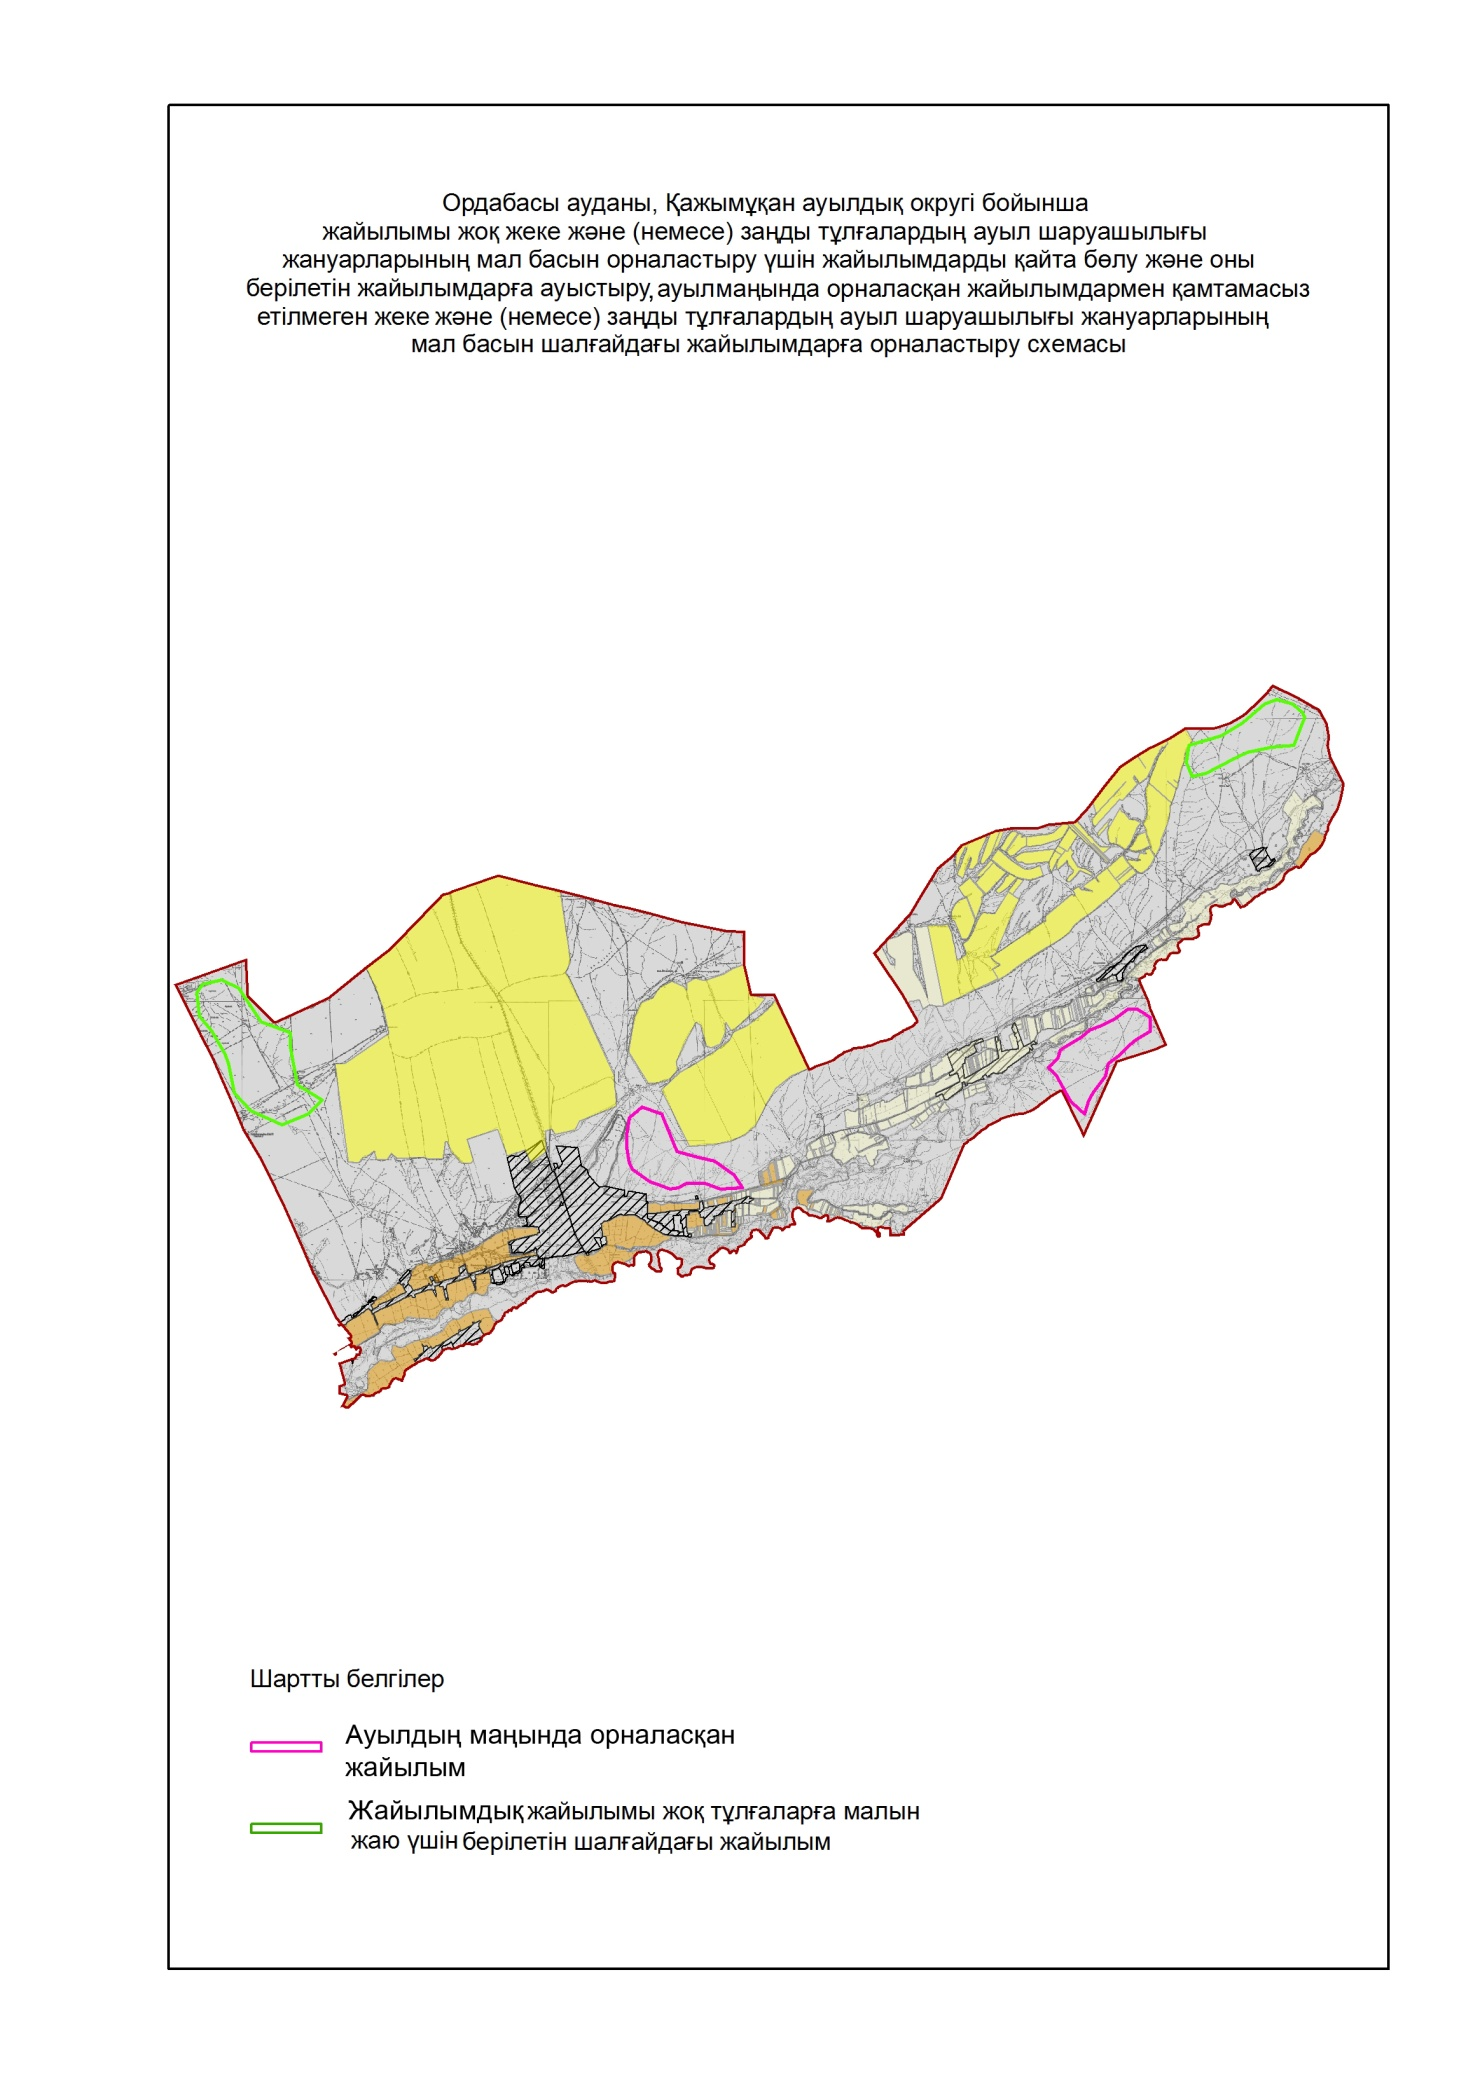 Ордабасы ауданы, Қажымұқан ауылдық округі бойынша
жайылымы жоқ жеке және (немесе) заңды тұлғалардың ауыл шаруашылығы
жануарларының мал басын орналастыру үшін жайылымдарды қайта бөлу және оны
берілетін жайылымдарға ауыстыру, ауылмаңында орналасқан жайылымдармен қамтамасыз
етілмеген жеке және (немесе) заңды тұлғалардың ауыл шаруашылығы жануарларының
мал басын шалғайдағы жайылымдарға орналастыру схемасы
Шартты белгілер
Ауылдың маңында орналасқан
жайылым
Жайылымдық жайылымы жоқ тұлғаларға малын
жаю үшін берілетін шалғайдағы жайылым